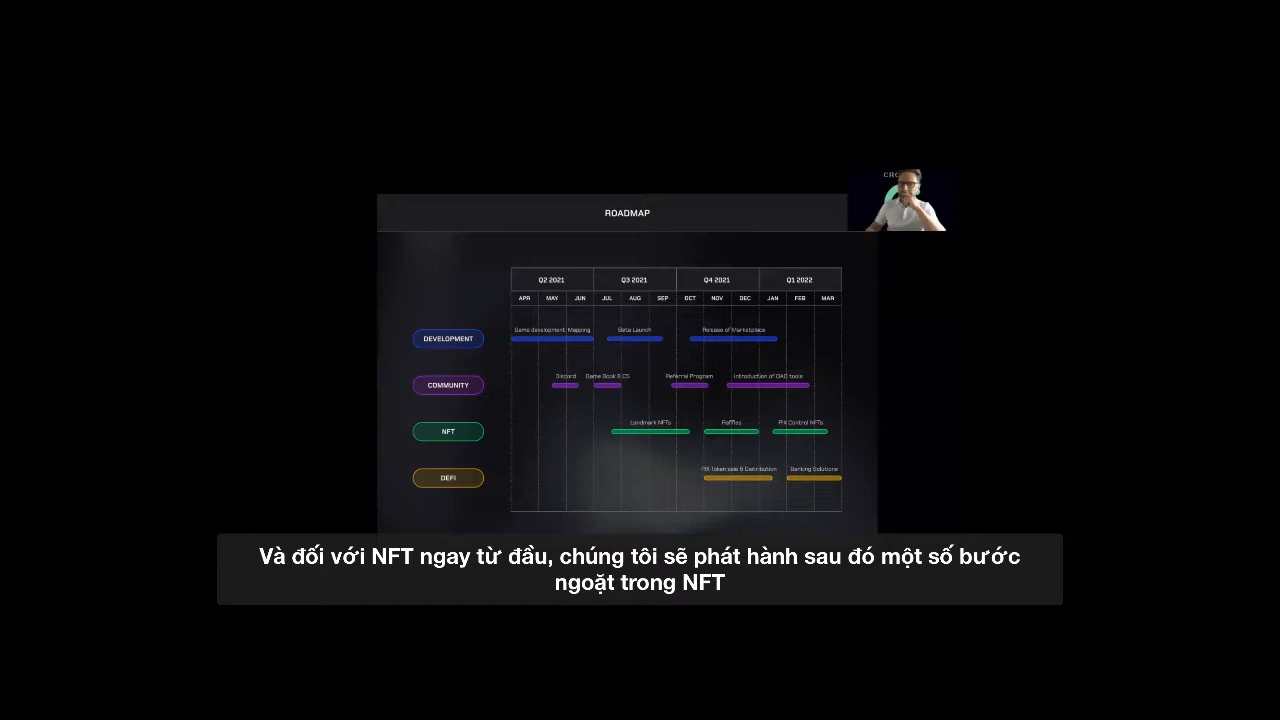 CRO
ROADMAP
Q2 2021 Q3 2021 Q4 2021 Q1 2022
APR MAY JUN JUL AUG SEP OCT NOV DEC JAN FEB MAR
Game development, Mapping Beta Launch Release of Marketplace
DEVELOPMENT
Discord Game Book & CS Referral Program Introduction of DAO tools
COMMUNITY
Landmark NFTs Raffles PIX Control NFTs
NFT
PIX Token sale & Distribution Banking Solutions
DEFI
Và đối với NFT ngay từ đầu, chúng tôi sẽ phát hành sau đó một số bước
ngoặt trong NFT